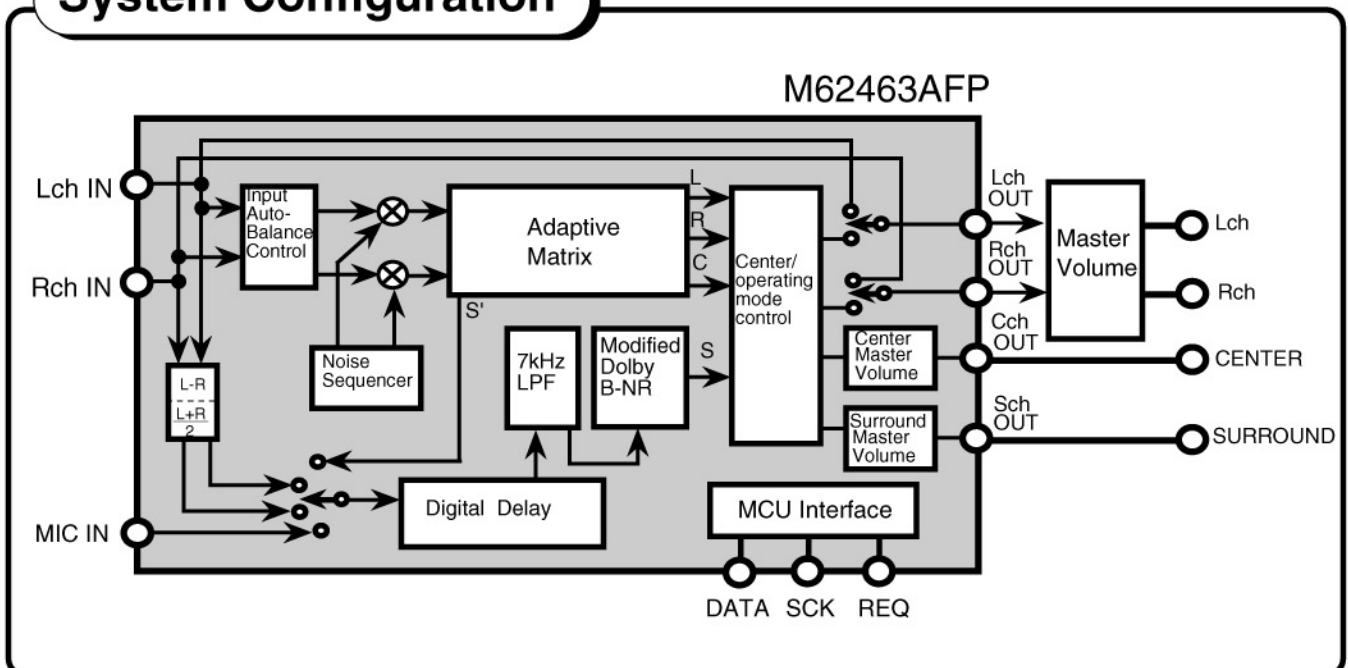 System Configuration
M62463AFP
Lch IN
Rch IN
MIC IN
Input
Auto-
Balance
Control
Noise
Sequencer
L-R
L+R
2
Adaptive
Matrix
S'
L
R
C
S
7kHz
LPF
Modified
Dolby
B-NR
Digital Delay
Center/
operating
mode
control
Center
Master
Volume
Surround
Master
Volume
MCU Interface
DATA
SCK
REQ
Lch
OUT
Rch
OUT
Cch
OUT
Sch
OUT
Master
Volume
Lch
Rch
CENTER
SURROUND